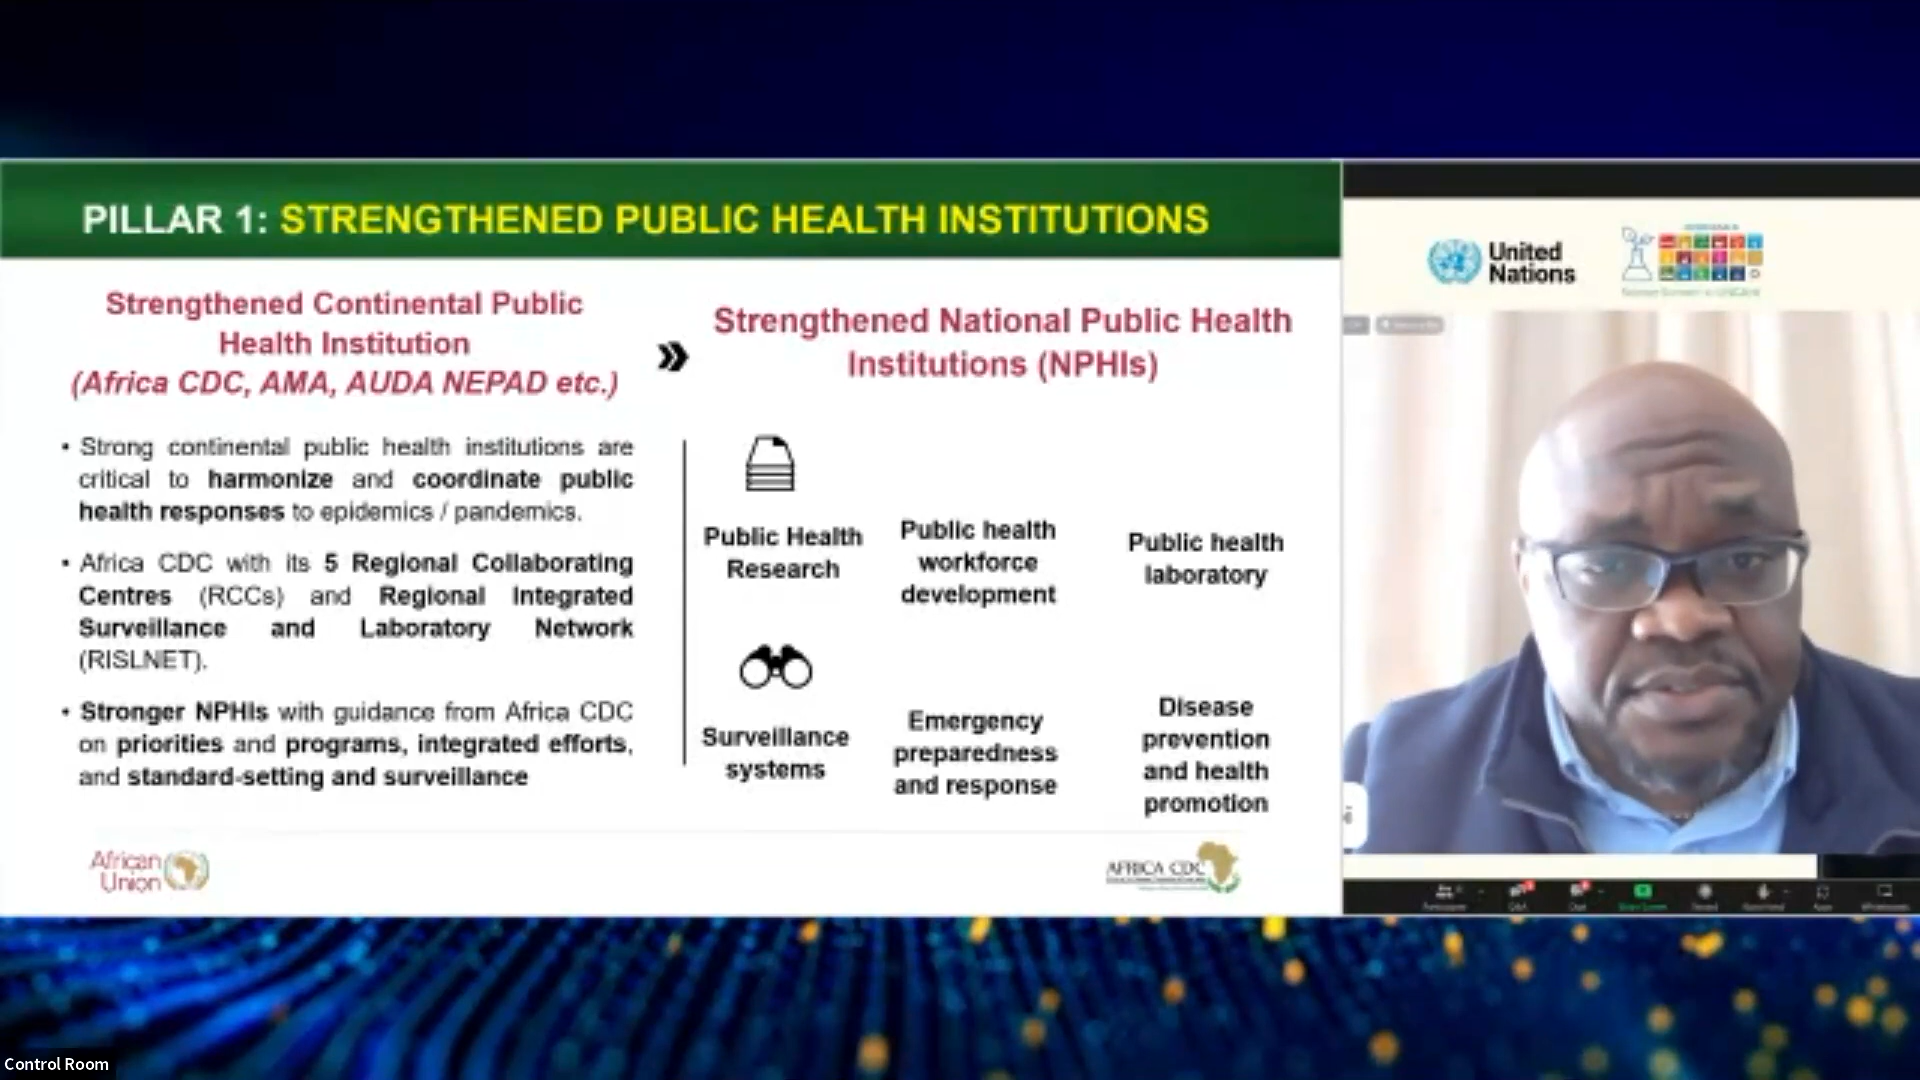 PILLAR 1: STRENGTHENED PUBLIC HEALTH INSTITUTIONS
Strengthened Continental Public
Health Institution
(Africa CDC, AMA, AUDA NEPAD etc.)
• Strong continental public health institutions are
critical to harmonize and coordinate public
health responses to epidemics / pandemics.
• Africa CDC with its 5 Regional Collaborating
Centres (RCCs) and Regional Integrated
Surveillance and Laboratory Network
(RISLNET).
• Stronger NPHIs with guidance from Africa CDC
on priorities and programs, integrated efforts,
and standard-setting and surveillance
»
Strengthened National Public Health
Institutions (NPHIs)
Public Health
Research
Public health
workforce
development
Public health
laboratory
Surveillance
systems
Emergency
preparedness
and response
Disease
prevention
and health
promotion
African
Union
AFRICA CDC
United
Nations
Control Room